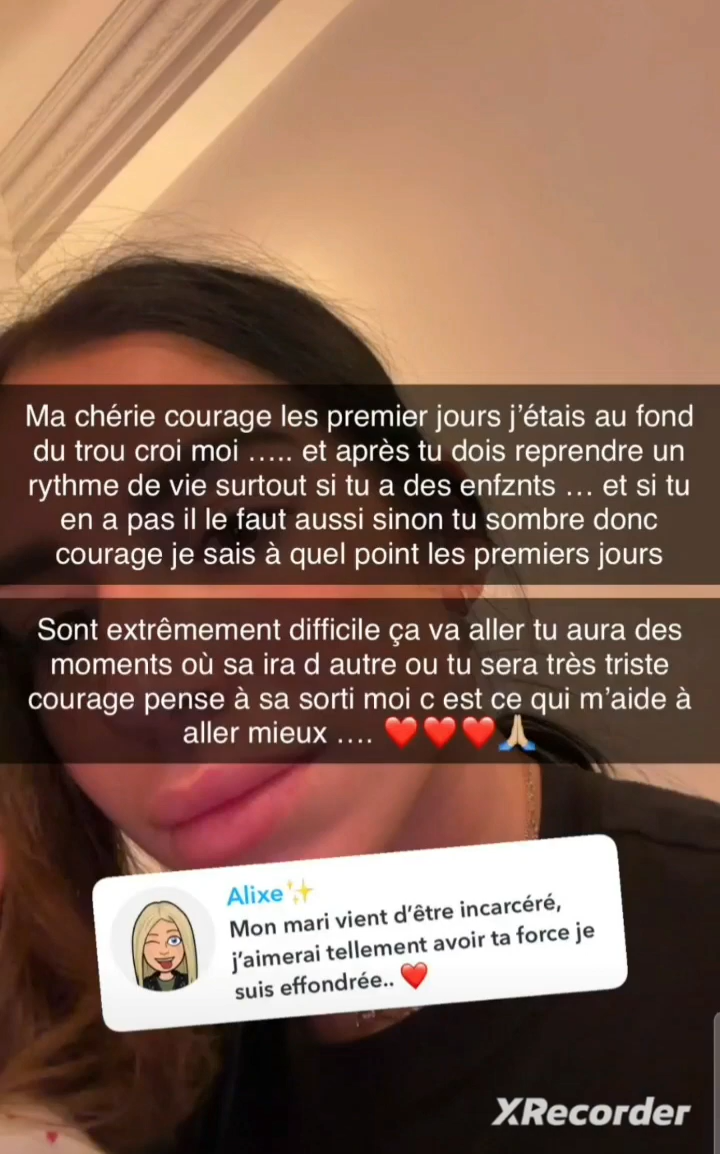 Ma chérie courage les premier jours j’étais au fond
du trou croi moi ..... et après tu dois reprendre un
rythme de vie surtout si tu a des enfznts ... et si tu
en a pas il le faut aussi sinon tu sombre donc
courage je sais à quel point les premiers jours
Sont extrêmement difficile ça va aller tu aura des
moments où sa ira d autre ou tu sera très triste
courage pense à sa sorti moi c est ce qui m’aide à
aller mieux .... ❤️❤️❤️🙏🏼
Alixe✨
Mon mari vient d’être incarcéré,
j’aimerai tellement avoir ta force je
suis effondrée.. ❤️
XRecorder